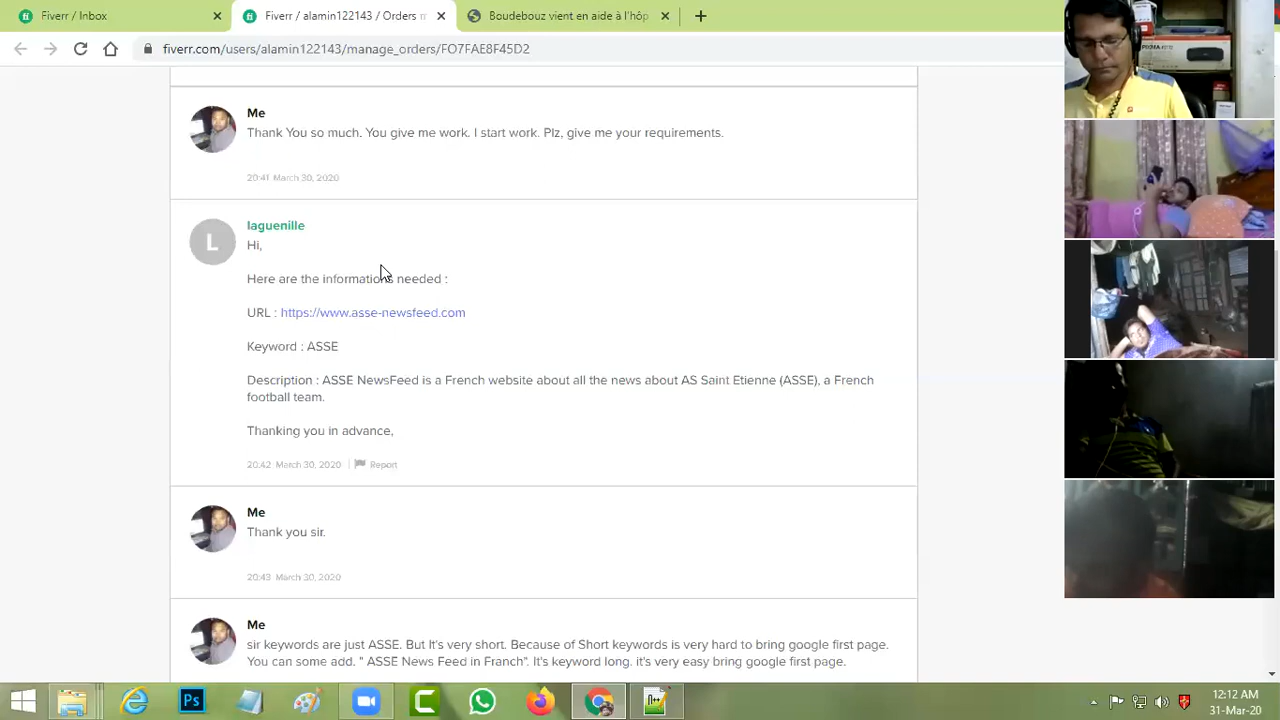 Fiverr / Inbox
Fiverr / alamin122143 / Orders
Boudebouz vient en aide à l'hôp
fiverr.com/users/alamin122143/manage_orders/
Me
Thank You so much. You give me work. I start work. Plz, give me your requirements.
20:41 March 30, 2020
L
laguenille
Hi,
Here are the informations needed :
URL : https://www.asse-newsfeed.com
Keyword : ASSE
Description : ASSE NewsFeed is a French website about all the news about AS Saint Etienne (ASSE), a French
football team.
Thanking you in advance,
20:42 March 30, 2020 Report
Me
Thank you sir.
20:43 March 30, 2020
Me
sir keywords are just ASSE. But It's very short. Because of Short keywords is very hard to bring google first page.
You can some add. " ASSE News Feed in Franch". It's keyword long. it's very easy bring google first page.
Ps
12:12 AM
31-Mar-20